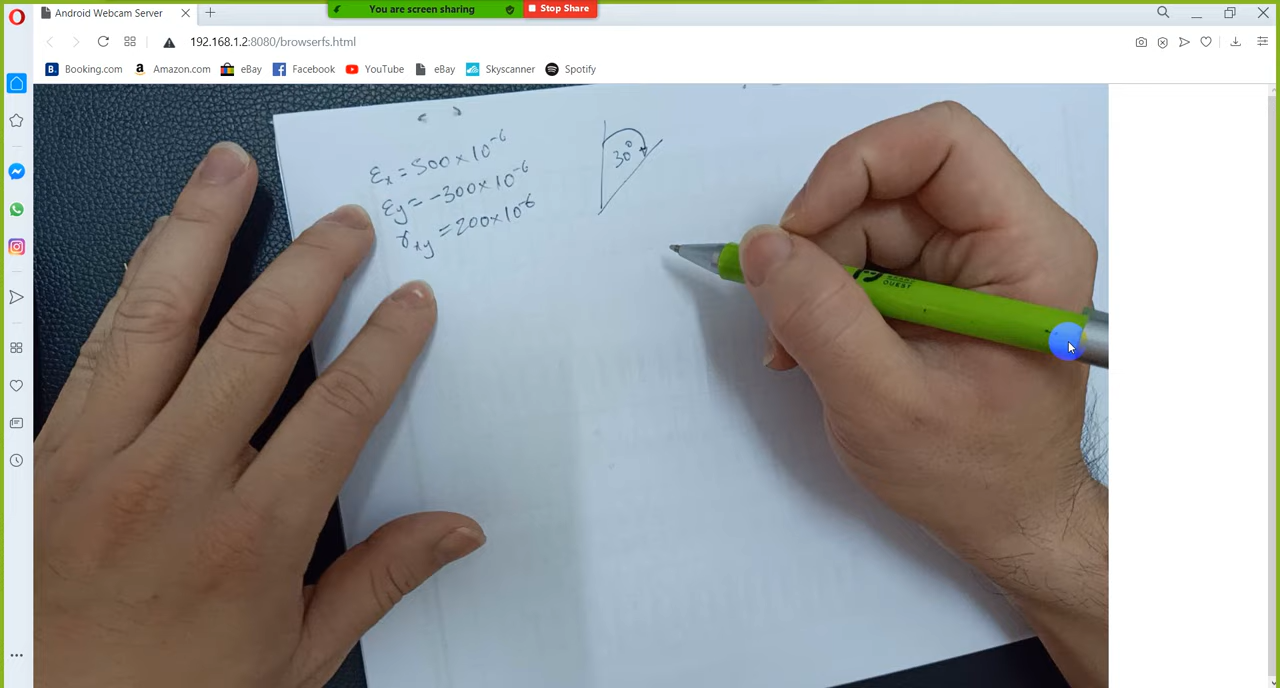 You are screen sharing
Stop Share
Android Webcam Server
192.168.1.2:8080/browserfs.html
B Booking.com
a Amazon.com
eBay
Facebook
YouTube
eBay
Skyscanner
Spotify
εx = 500×10⁻⁶
εy = -300×10⁻⁶
γxy = 200×10⁻⁶
30°
QUEST